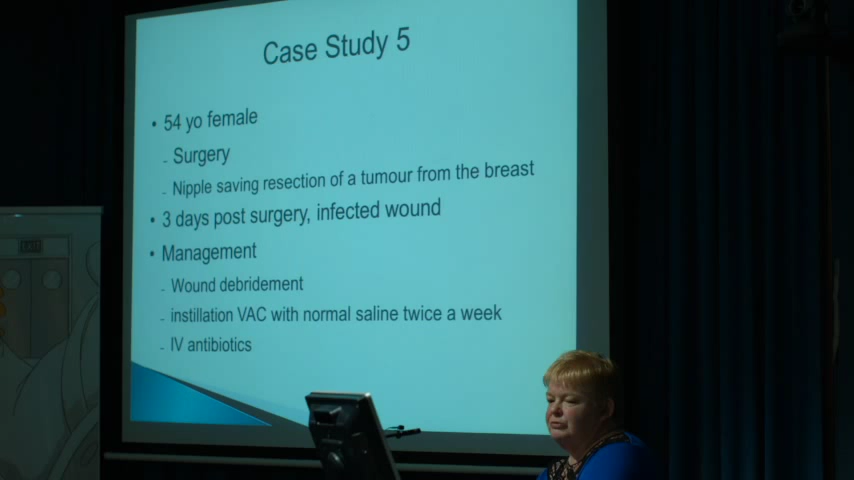 Case Study 5
• 54 yo female
- Surgery
- Nipple saving resection of a tumour from the breast
• 3 days post surgery, infected wound
• Management
- Wound debridement
- instillation VAC with normal saline twice a week
- IV antibiotics
EXIT